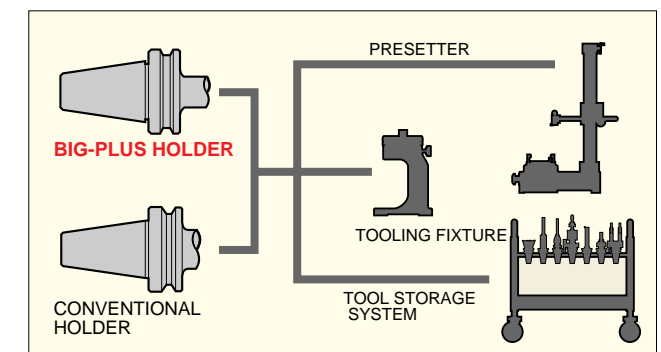 PRESETTER
BIG-PLUS HOLDER
TOOLING FIXTURE
CONVENTIONAL
HOLDER
TOOL STORAGE
SYSTEM